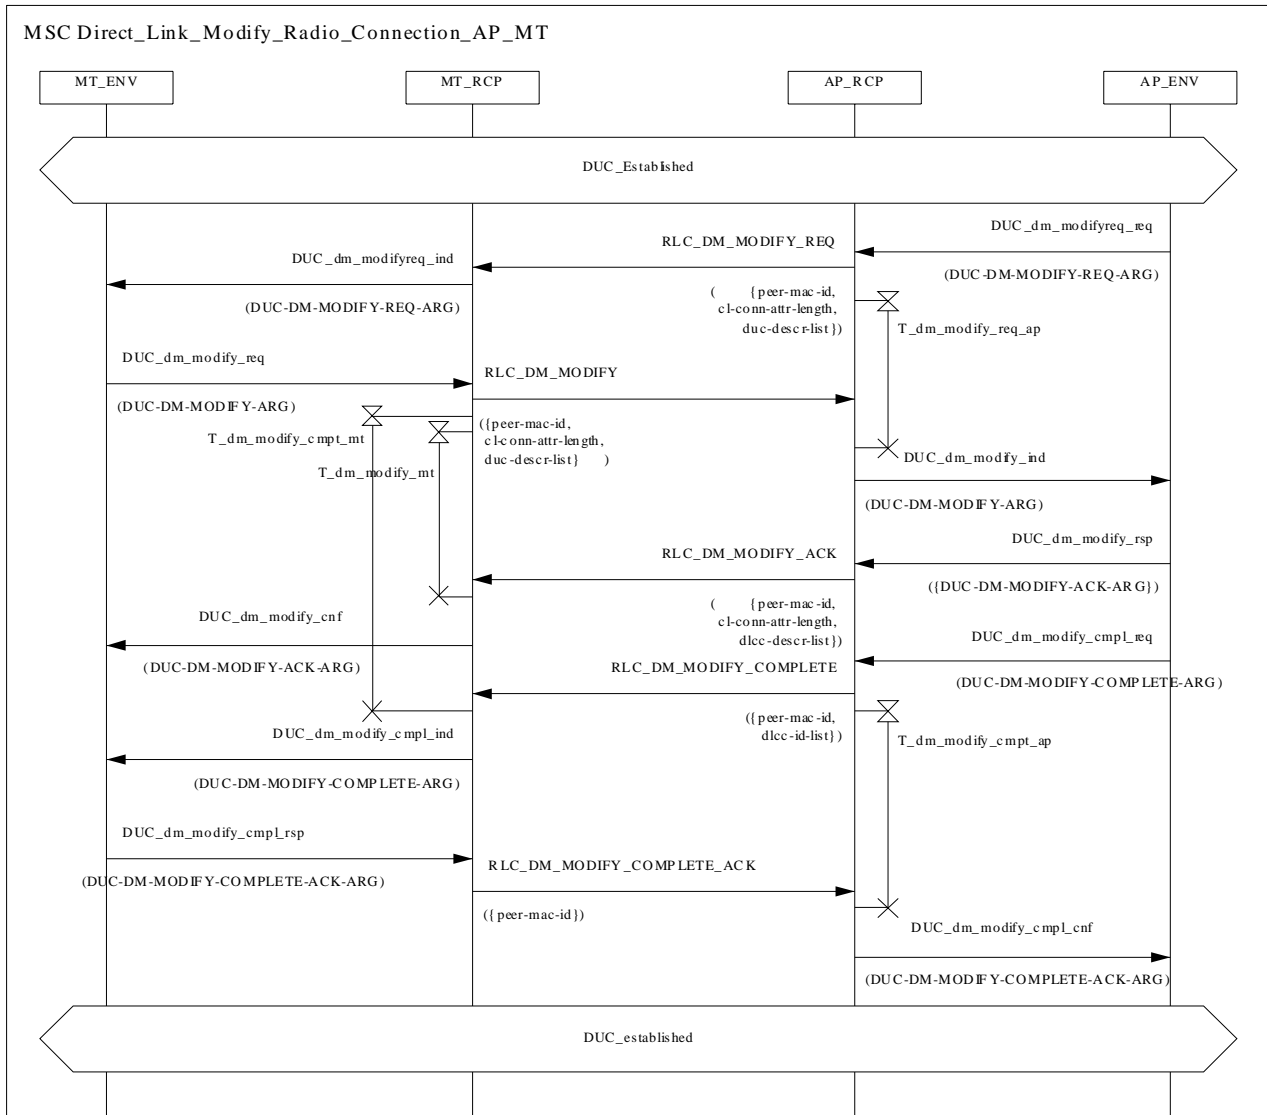 MSC Direct_Link_Modify_Radio_Connection_AP_MT
MT_ENV
MT_RCP
AP_RCP
AP_ENV
DUC_Established
DUC_dm_modifyreq_req
RLC_DM_MODIFY_REQ
DUC_dm_modifyreq_ind
(DUC-DM-MODIFY-REQ-ARG)
( {peer-mac-id,
cl-conn-attr-length,
duc-descr-list})
(DUC-DM-MODIFY-REQ-ARG)
T_dm_modify_req_ap
DUC_dm_modify_req
RLC_DM_MODIFY
(DUC-DM-MODIFY-ARG)
({peer-mac-id,
cl-conn-attr-length,
duc-descr-list} )
T_dm_modify_cmpt_mt
T_dm_modify_mt
DUC_dm_modify_ind
(DUC-DM-MODIFY-ARG)
DUC_dm_modify_rsp
RLC_DM_MODIFY_ACK
({DUC-DM-MODIFY-ACK-ARG})
( {peer-mac-id,
cl-conn-attr-length,
dlcc-descr-list})
DUC_dm_modify_cnf
DUC_dm_modify_cmpl_req
(DUC-DM-MODIFY-ACK-ARG)
RLC_DM_MODIFY_COMPLETE
(DUC-DM-MODIFY-COMPLETE-ARG)
({peer-mac-id,
dlcc-id-list})
DUC_dm_modify_cmpl_ind
T_dm_modify_cmpt_ap
(DUC-DM-MODIFY-COMPLETE-ARG)
DUC_dm_modify_cmpl_rsp
RLC_DM_MODIFY_COMPLETE_ACK
(DUC-DM-MODIFY-COMPLETE-ACK-ARG)
({peer-mac-id})
DUC_dm_modify_cmpl_cnf
(DUC-DM-MODIFY-COMPLETE-ACK-ARG)
DUC_established